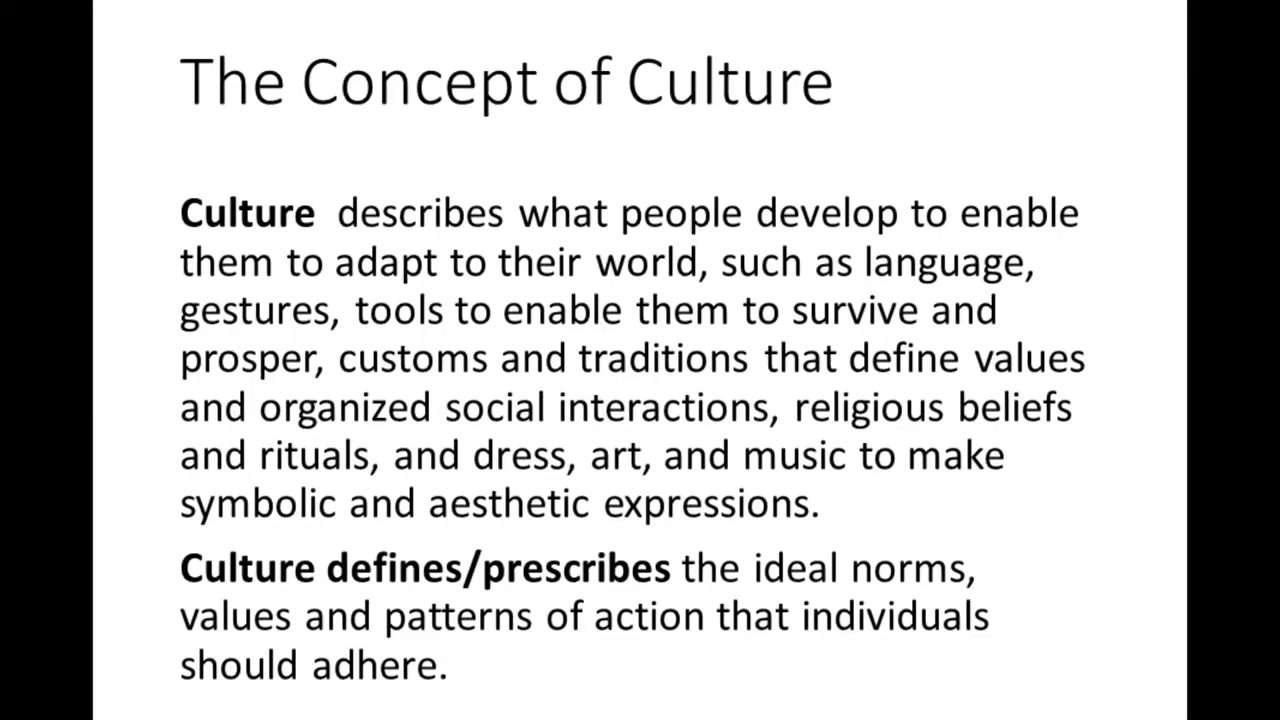 The Concept of Culture
Culture describes what people develop to enable
them to adapt to their world, such as language,
gestures, tools to enable them to survive and
prosper, customs and traditions that define values
and organized social interactions, religious beliefs
and rituals, and dress, art, and music to make
symbolic and aesthetic expressions.
Culture defines/prescribes the ideal norms,
values and patterns of action that individuals
should adhere.